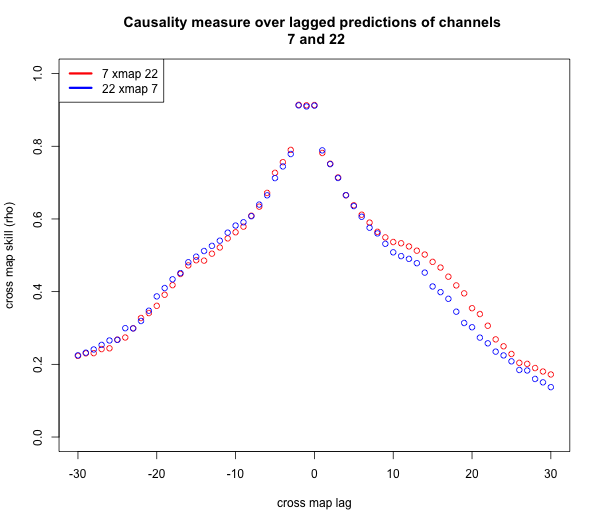 Causality measure over lagged predictions of channels
7 and 22
7 xmap 22
22 xmap 7
cross map skill (rho)
1.0
0.8
0.6
0.4
0.2
0.0
-30 -20 -10 0 10 20 30
cross map lag